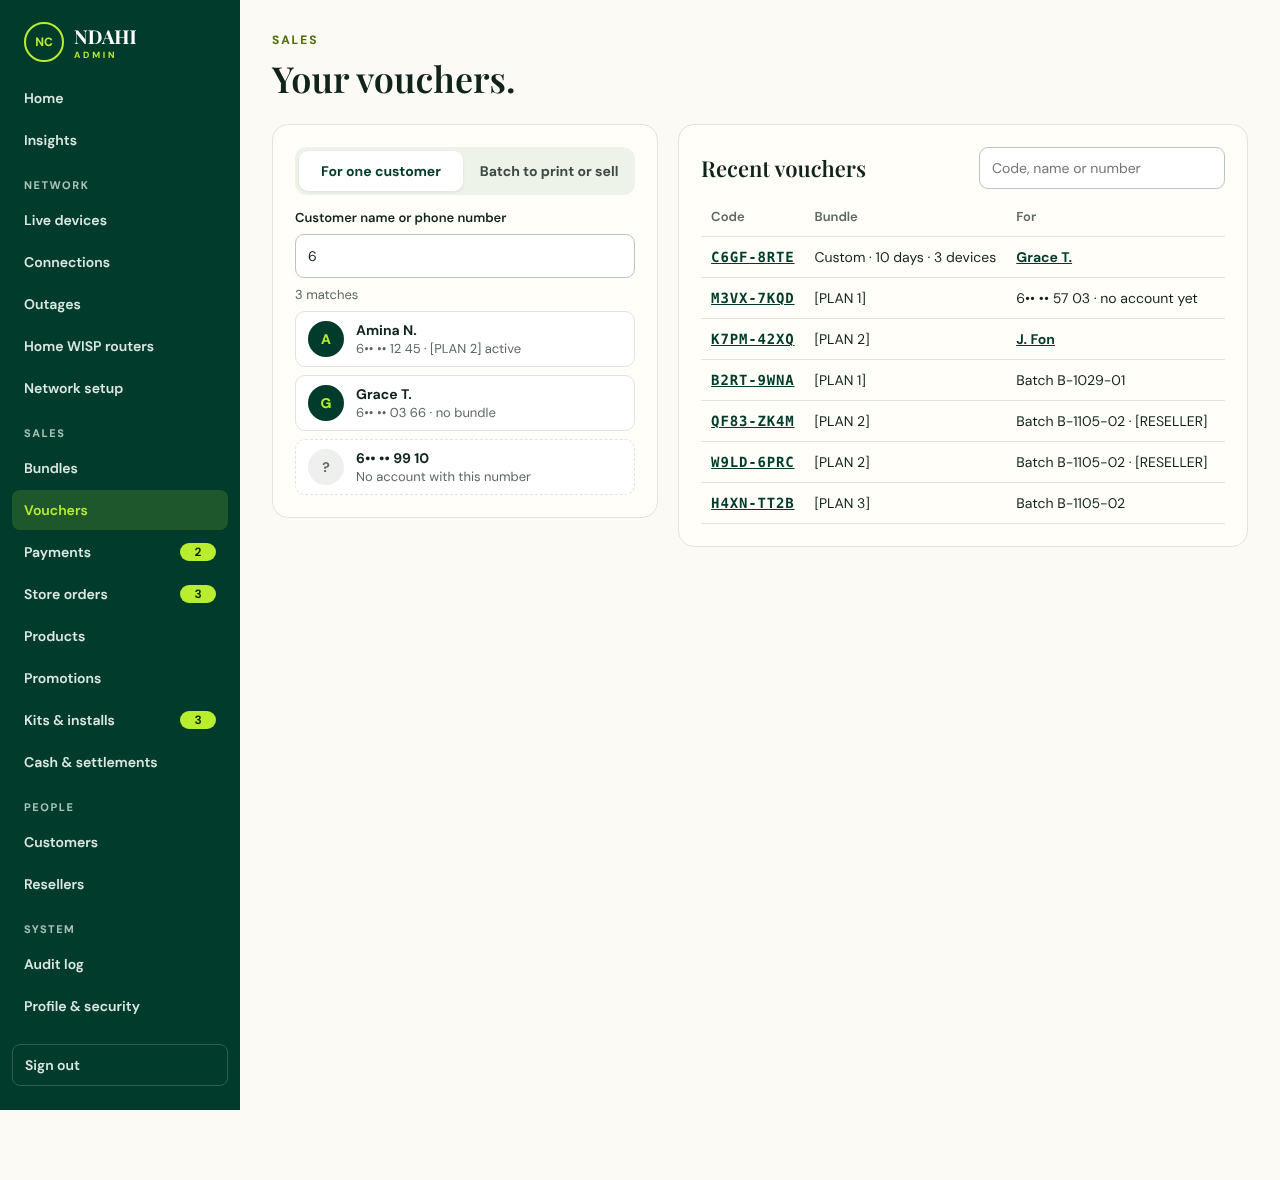 NC
NDAHI
ADMIN
Home
Insights
NETWORK
Live devices
Connections
Outages
Home WISP routers
Network setup
SALES
Bundles
Vouchers
Payments 2
Store orders 3
Products
Promotions
Kits & installs 3
Cash & settlements
PEOPLE
Customers
Resellers
SYSTEM
Audit log
Profile & security
Sign out
SALES
Your vouchers.
For one customer Batch to print or sell
Customer name or phone number
6
3 matches
A
Amina N.
6•• •• 12 45 · [PLAN 2] active
G
Grace T.
6•• •• 03 66 · no bundle
?
6•• •• 99 10
No account with this number
Recent vouchers Code, name or number
Code Bundle For
C6GF-8RTE Custom · 10 days · 3 devices Grace T.
M3VX-7KQD [PLAN 1] 6•• •• 57 03 · no account yet
K7PM-42XQ [PLAN 2] J. Fon
B2RT-9WNA [PLAN 1] Batch B-1029-01
QF83-ZK4M [PLAN 2] Batch B-1105-02 · [RESELLER]
W9LD-6PRC [PLAN 2] Batch B-1105-02 · [RESELLER]
H4XN-TT2B [PLAN 3] Batch B-1105-02